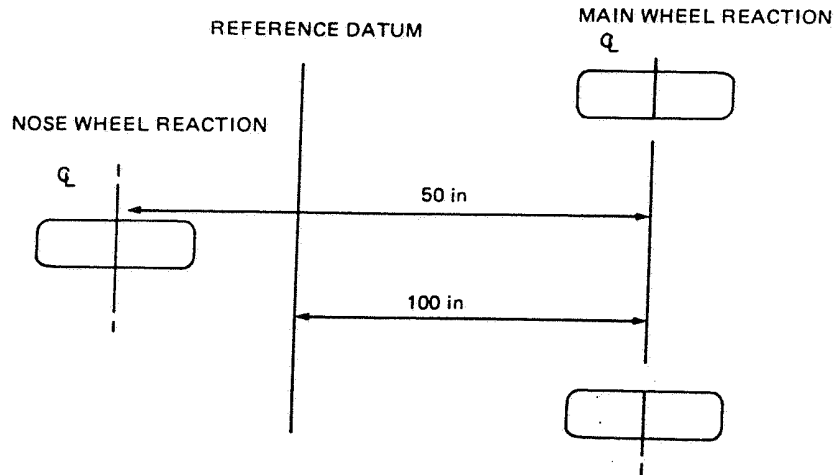 MAIN WHEEL REACTION
REFERENCE DATUM
℄
NOSE WHEEL REACTION
℄
50 in
100 in